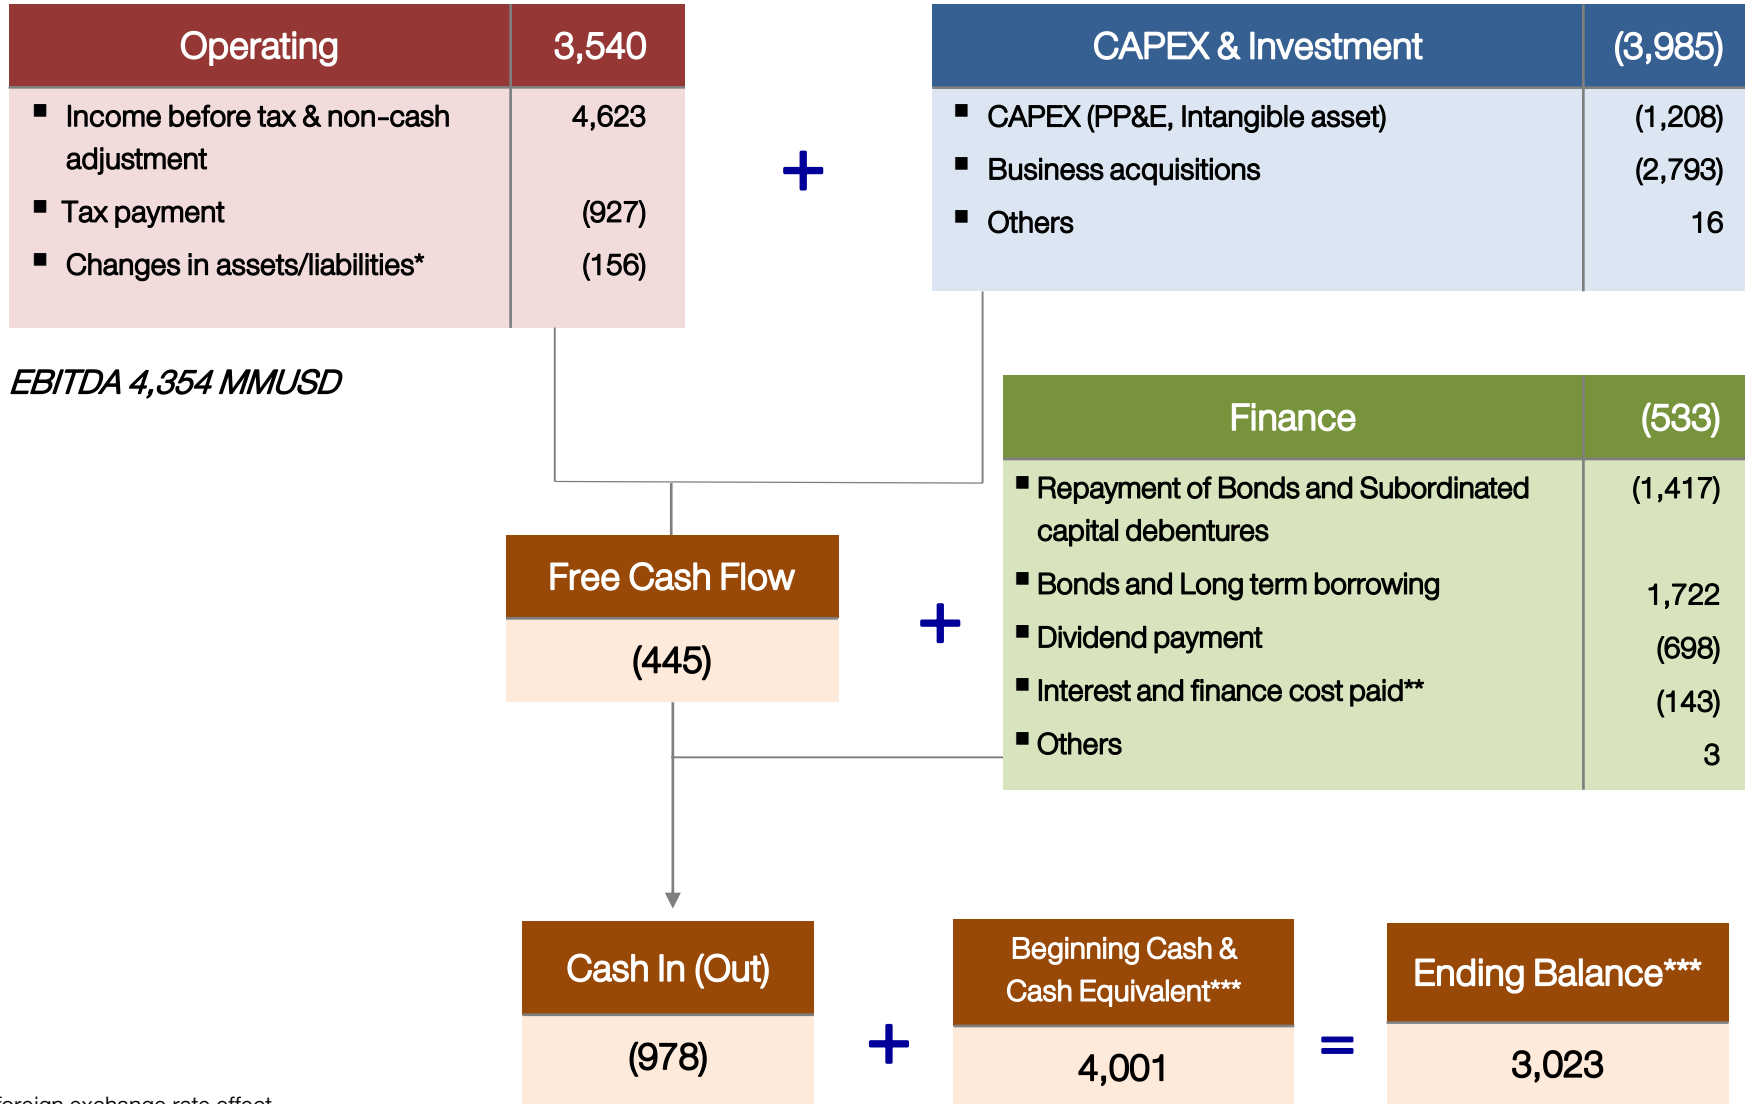 Operating 3,540
▪ Income before tax & non-cash 4,623
adjustment
▪ Tax payment (927)
▪ Changes in assets/liabilities* (156)
+
CAPEX & Investment (3,985)
▪ CAPEX (PP&E, Intangible asset) (1,208)
▪ Business acquisitions (2,793)
▪ Others 16
EBITDA 4,354 MMUSD
Finance (533)
▪ Repayment of Bonds and Subordinated (1,417)
capital debentures
▪ Bonds and Long term borrowing 1,722
▪ Dividend payment (698)
▪ Interest and finance cost paid** (143)
▪ Others 3
Free Cash Flow
(445)
+
Cash In (Out)
(978)
+
Beginning Cash &
Cash Equivalent***
4,001
=
Ending Balance***
3,023
foreign exchange rate effect